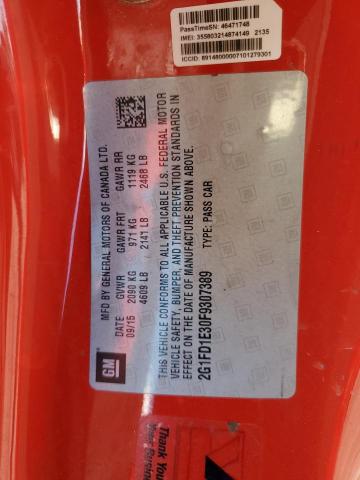 PassTimeSN: 46471748
IMEI: 355803214874149 2135
ICCID: 89148000007101279301
MFD BY GENERAL MOTORS OF CANADA LTD.
DATE GVWR GAWR FRT GAWR RR
09/15 2090 KG 971 KG 1119 KG
4609 LB 2141 LB 2468 LB
THIS VEHICLE CONFORMS TO ALL APPLICABLE U.S. FEDERAL MOTOR
VEHICLE SAFETY, BUMPER, AND THEFT PREVENTION STANDARDS IN
EFFECT ON THE DATE OF MANUFACTURE SHOWN ABOVE.
2G1FD1E30F9307389 TYPE: PASS CAR
GM
Thank You